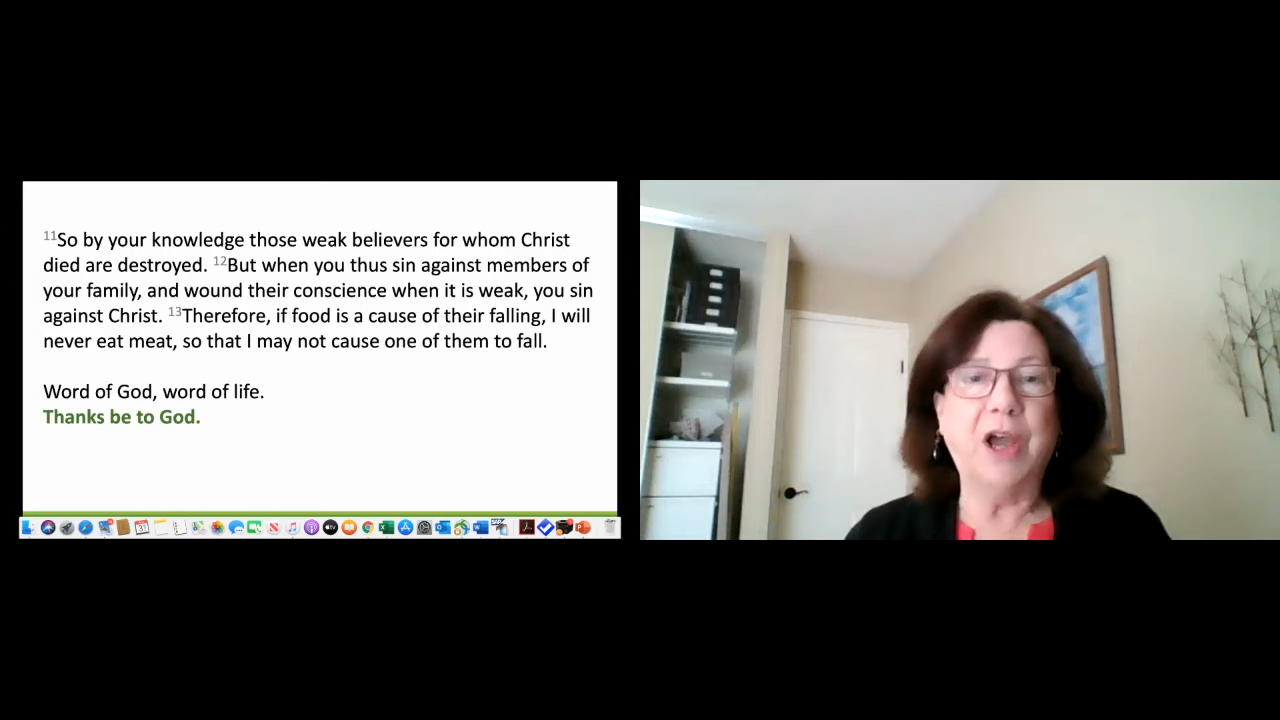 11So by your knowledge those weak believers for whom Christ
died are destroyed. 12But when you thus sin against members of
your family, and wound their conscience when it is weak, you sin
against Christ. 13Therefore, if food is a cause of their falling, I will
never eat meat, so that I may not cause one of them to fall.
Word of God, word of life.
Thanks be to God.
31